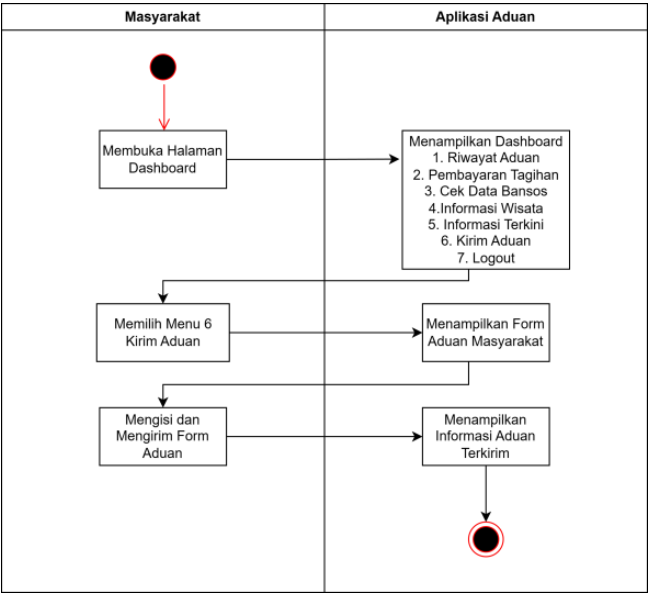 Masyarakat
Aplikasi Aduan
Membuka Halaman
Dashboard
Menampilkan Dashboard
1. Riwayat Aduan
2. Pembayaran Tagihan
3. Cek Data Bansos
4.Informasi Wisata
5. Informasi Terkini
6. Kirim Aduan
7. Logout
Memilih Menu 6
Kirim Aduan
Menampilkan Form
Aduan Masyarakat
Mengisi dan
Mengirim Form
Aduan
Menampilkan
Informasi Aduan
Terkirim